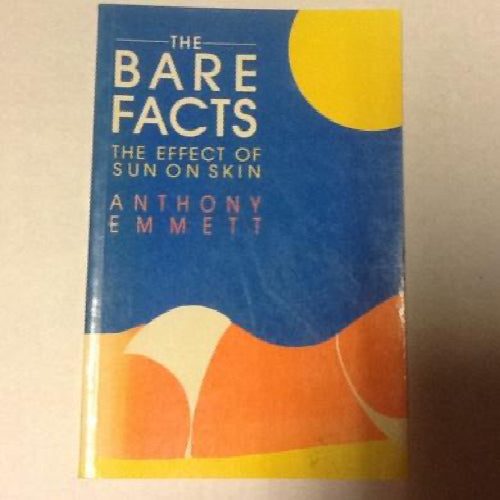 THE
BARE
FACTS
THE EFFECT OF
SUN ON SKIN
ANTHONY
EMMETT